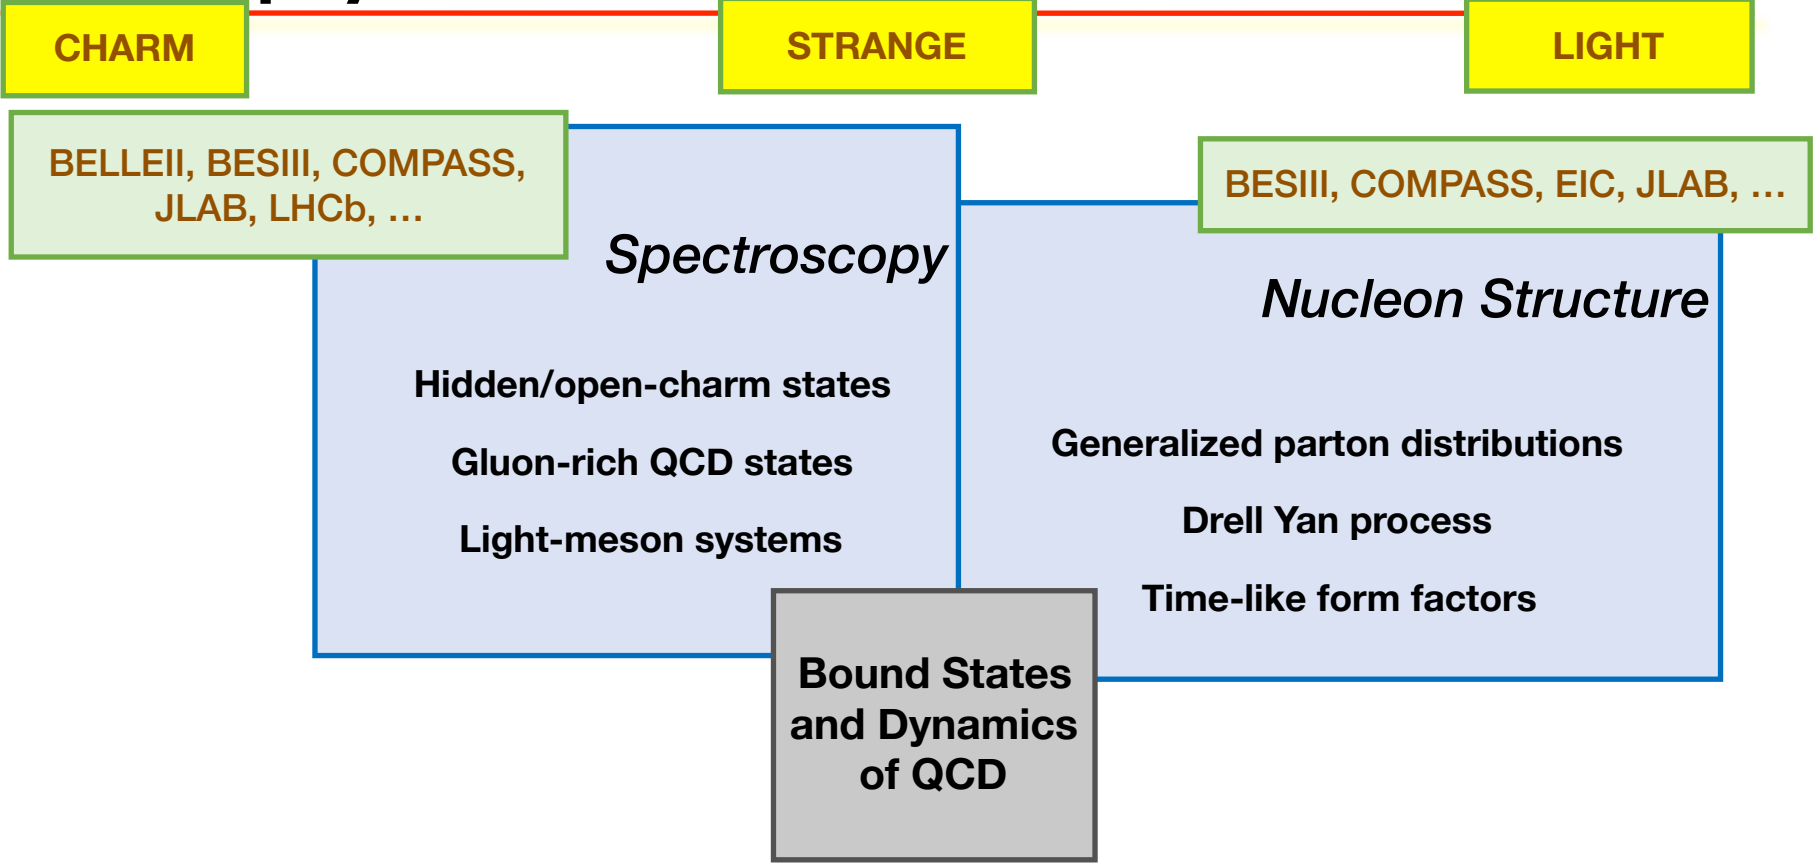 CHARM
STRANGE
LIGHT
BELLEII, BESIII, COMPASS,
JLAB, LHCb, …
BESIII, COMPASS, EIC, JLAB, …
Spectroscopy
Hidden/open-charm states
Gluon-rich QCD states
Light-meson systems
Nucleon Structure
Generalized parton distributions
Drell Yan process
Time-like form factors
Bound States
and Dynamics
of QCD